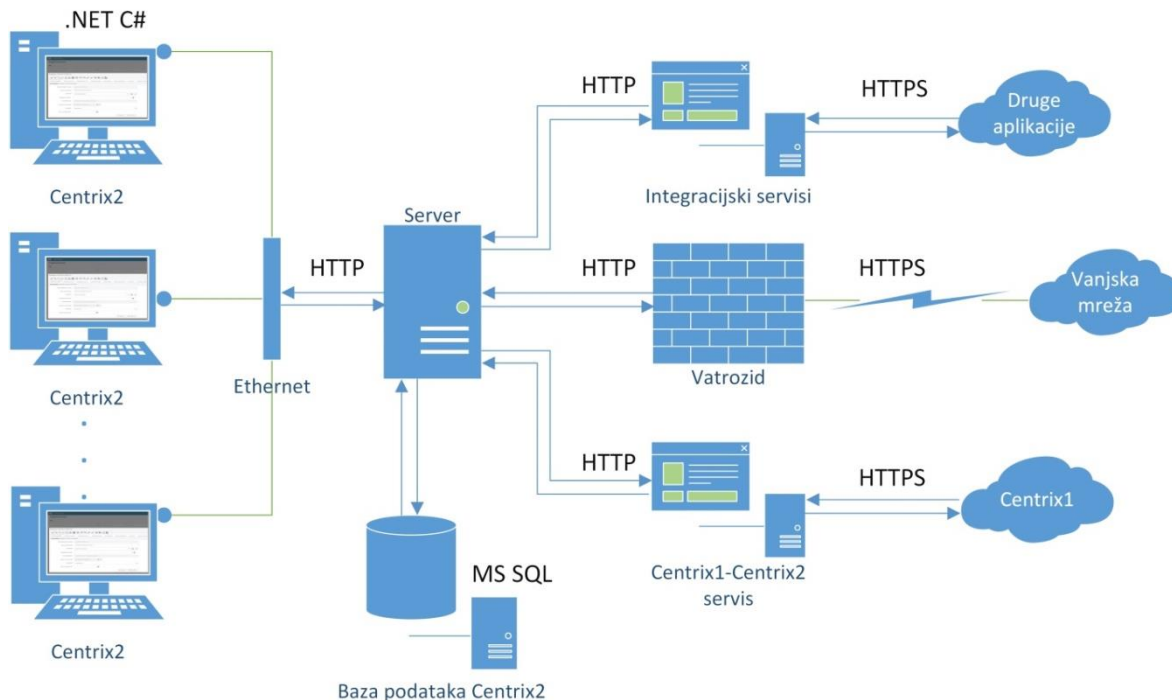 .NET C#
Centrix2
Centrix2
Centrix2
Ethernet
HTTP
Server
MS SQL
Baza podataka Centrix2
HTTP
Integracijski servisi
HTTPS
Druge
aplikacije
HTTP
Vatrozid
HTTPS
Vanjska
mreža
HTTP
Centrix1-Centrix2
servis
HTTPS
Centrix1